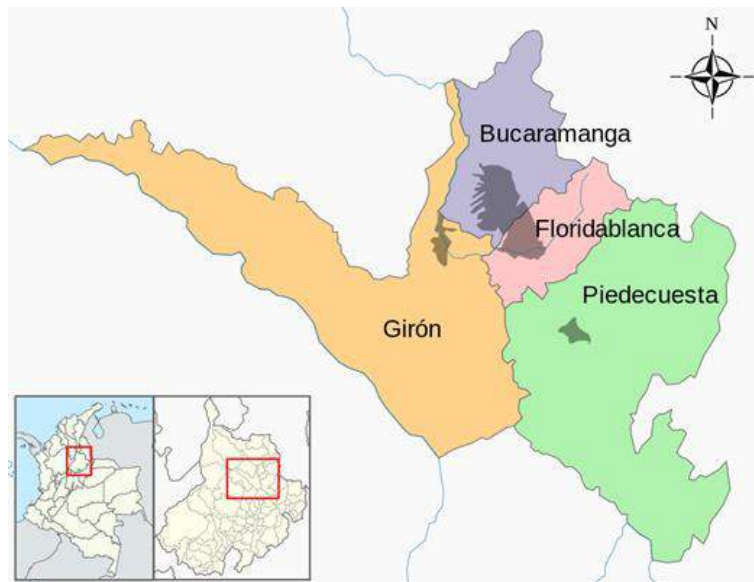 N
Bucaramanga
Floridablanca
Piedecuesta
Girón